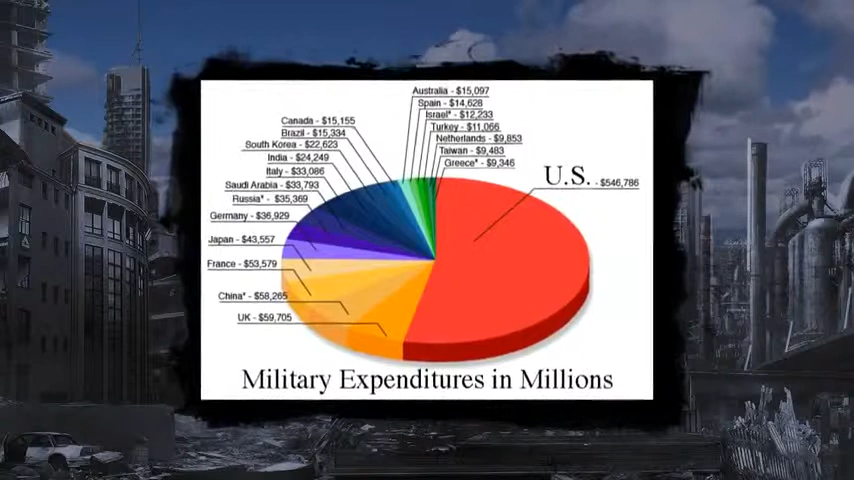 Australia - $15,097
Spain - $14,628
Israel* - $12,233
Turkey - $11,066
Netherlands - $9,853
Taiwan - $9,483
Greece* - $9,346
Canada - $15,155
Brazil - $15,334
South Korea - $22,623
India - $24,249
Italy - $33,086
Saudi Arabia - $33,793
Russia* - $35,369
Germany - $36,929
Japan - $43,557
France - $53,579
China* - $58,265
UK - $59,705
U.S. - $546,786
Military Expenditures in Millions